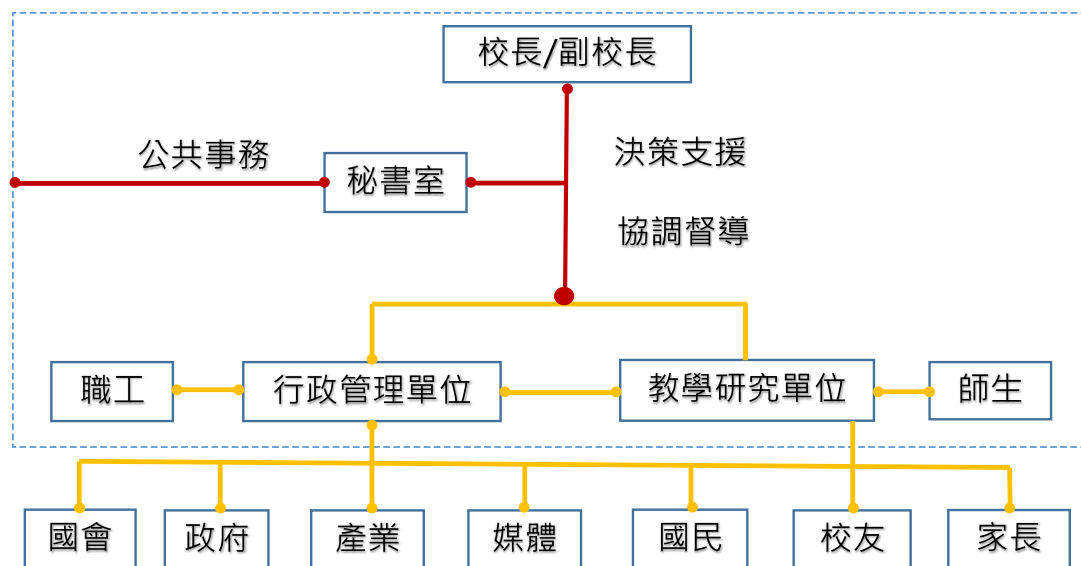 校長/副校長
公共事務
決策支援
秘書室
協調督導
職工
行政管理單位
教學研究單位
師生
國會
政府
產業
媒體
國民
校友
家長